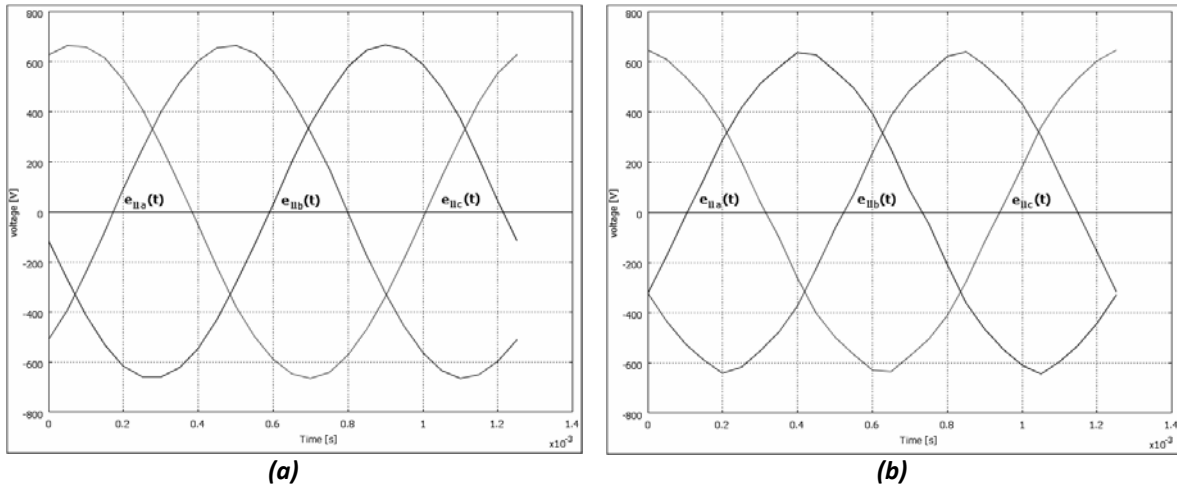 800
600
400
200
0
-200
-400
-600
-800
voltage [V]
e_IIa(t)
e_IIb(t)
e_IIc(t)
0
0.2
0.4
0.6
0.8
1
1.2
1.4
Time [s]
x10^-3
(a)
800
600
400
200
0
-200
-400
-600
-800
voltage [V]
e_IIa(t)
e_IIb(t)
e_IIc(t)
0
0.2
0.4
0.6
0.8
1
1.2
1.4
Time [s]
x10^-3
(b)